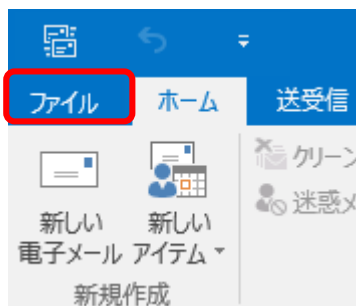 ファイル ホーム 送受信
新しい
電子メール
新しい
アイテム
クリーン
迷惑メ
新規作成